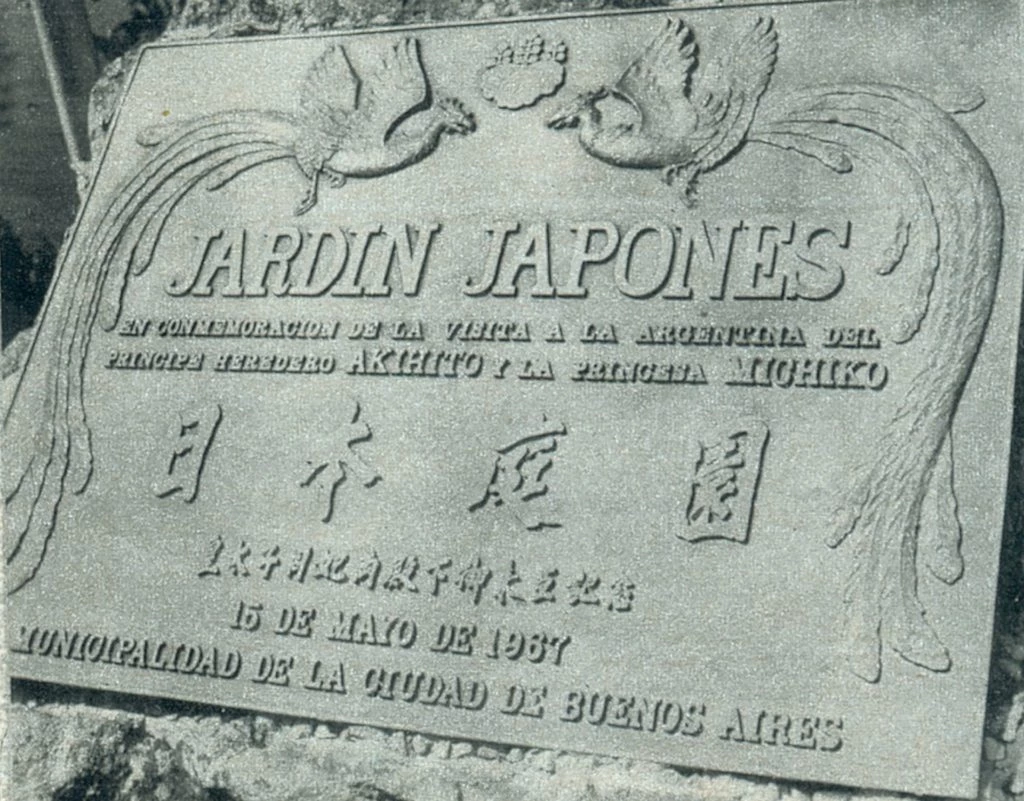 JARDIN JAPONES
EN CONMEMORACION DE LA VISITA A LA ARGENTINA DEL
PRINCIPE HEREDERO AKIHITO Y LA PRINCESA MICHIKO
日本庭園
皇太子同妃両殿下御来亜記念
15 DE MAYO DE 1967
MUNICIPALIDAD DE LA CIUDAD DE BUENOS AIRES